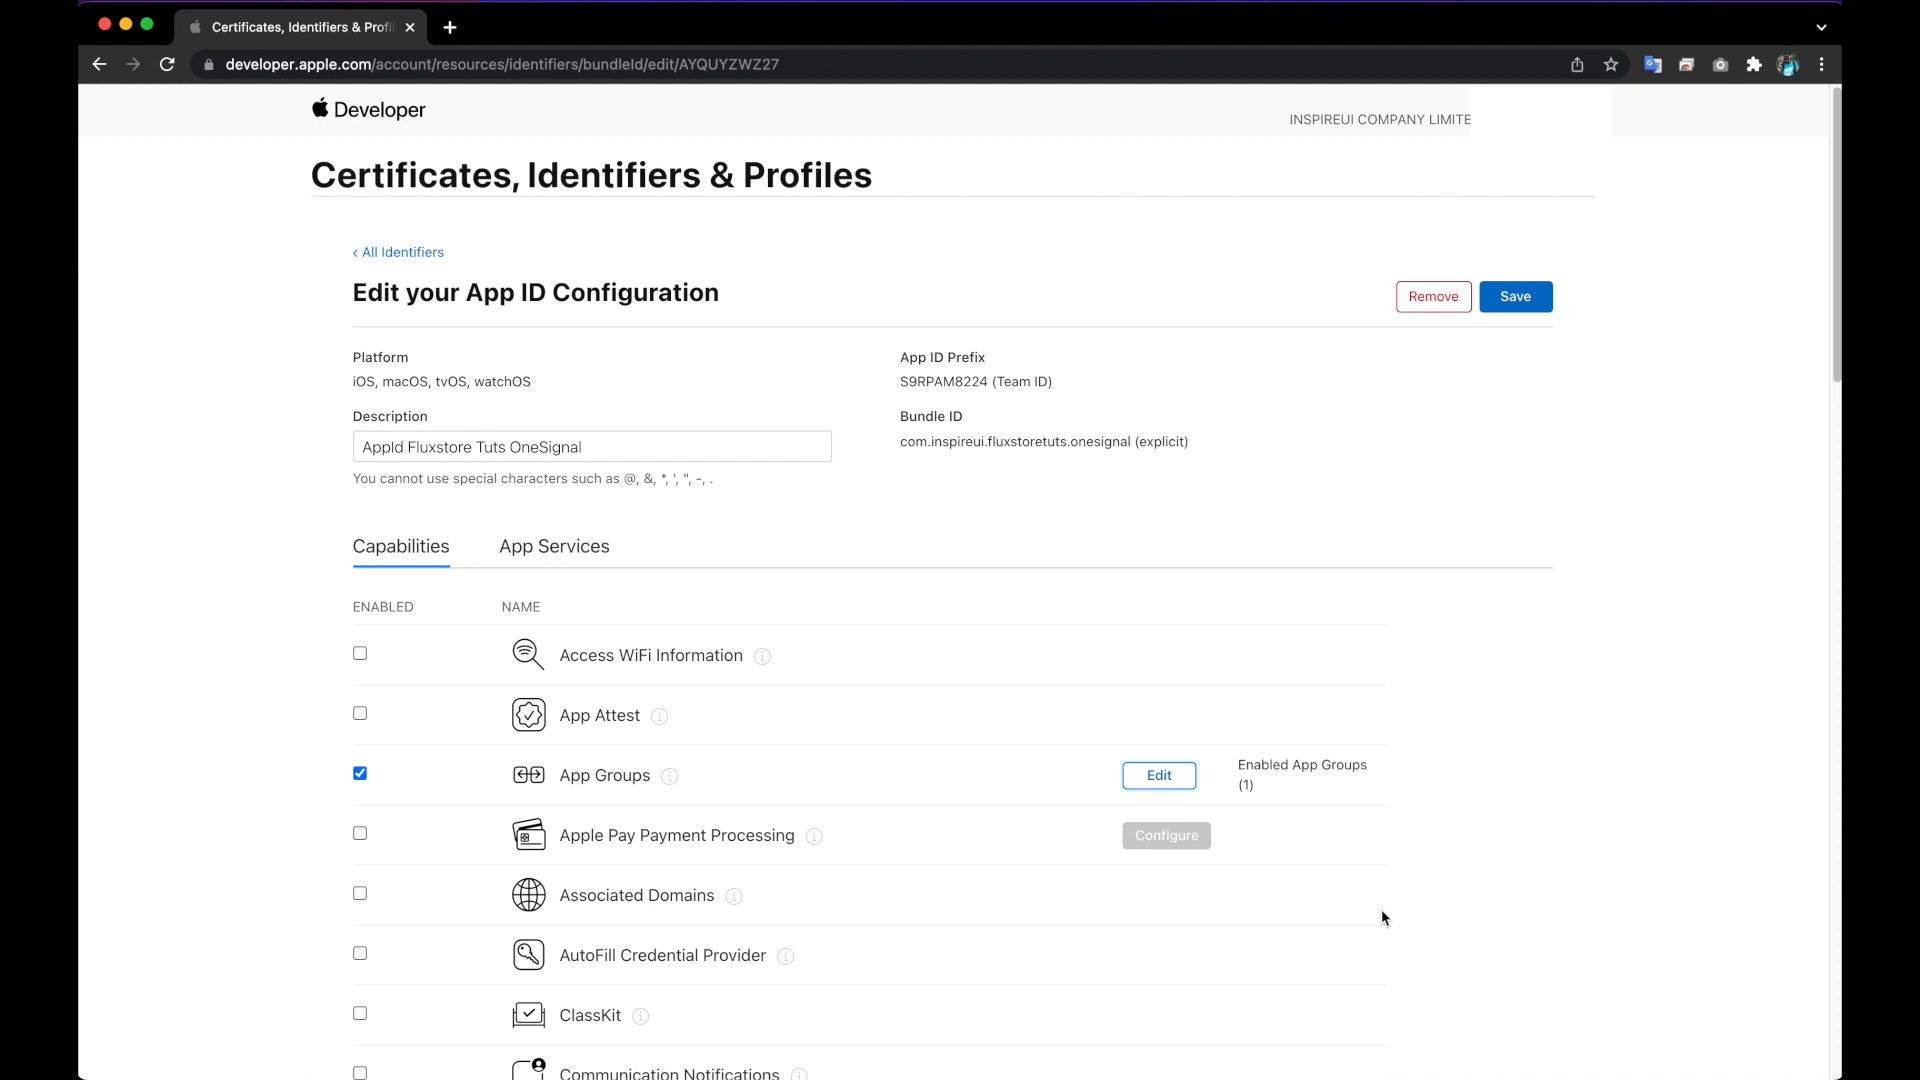 Certificates, Identifiers & Profi
developer.apple.com/account/resources/identifiers/bundleId/edit/AYQUYZWZ27
Developer
INSPIREUI COMPANY LIMITE
Certificates, Identifiers & Profiles
‹ All Identifiers
Edit your App ID Configuration
Remove
Save
Platform
App ID Prefix
iOS, macOS, tvOS, watchOS
S9RPAM8224 (Team ID)
Description
Bundle ID
AppId Fluxstore Tuts OneSignal
com.inspireui.fluxstoretuts.onesignal (explicit)
You cannot use special characters such as @, &, *, ', ", -, .
Capabilities
App Services
ENABLED
NAME
Access WiFi Information
App Attest
App Groups
Edit
Enabled App Groups
(1)
Apple Pay Payment Processing
Configure
Associated Domains
AutoFill Credential Provider
ClassKit
Communication Notifications